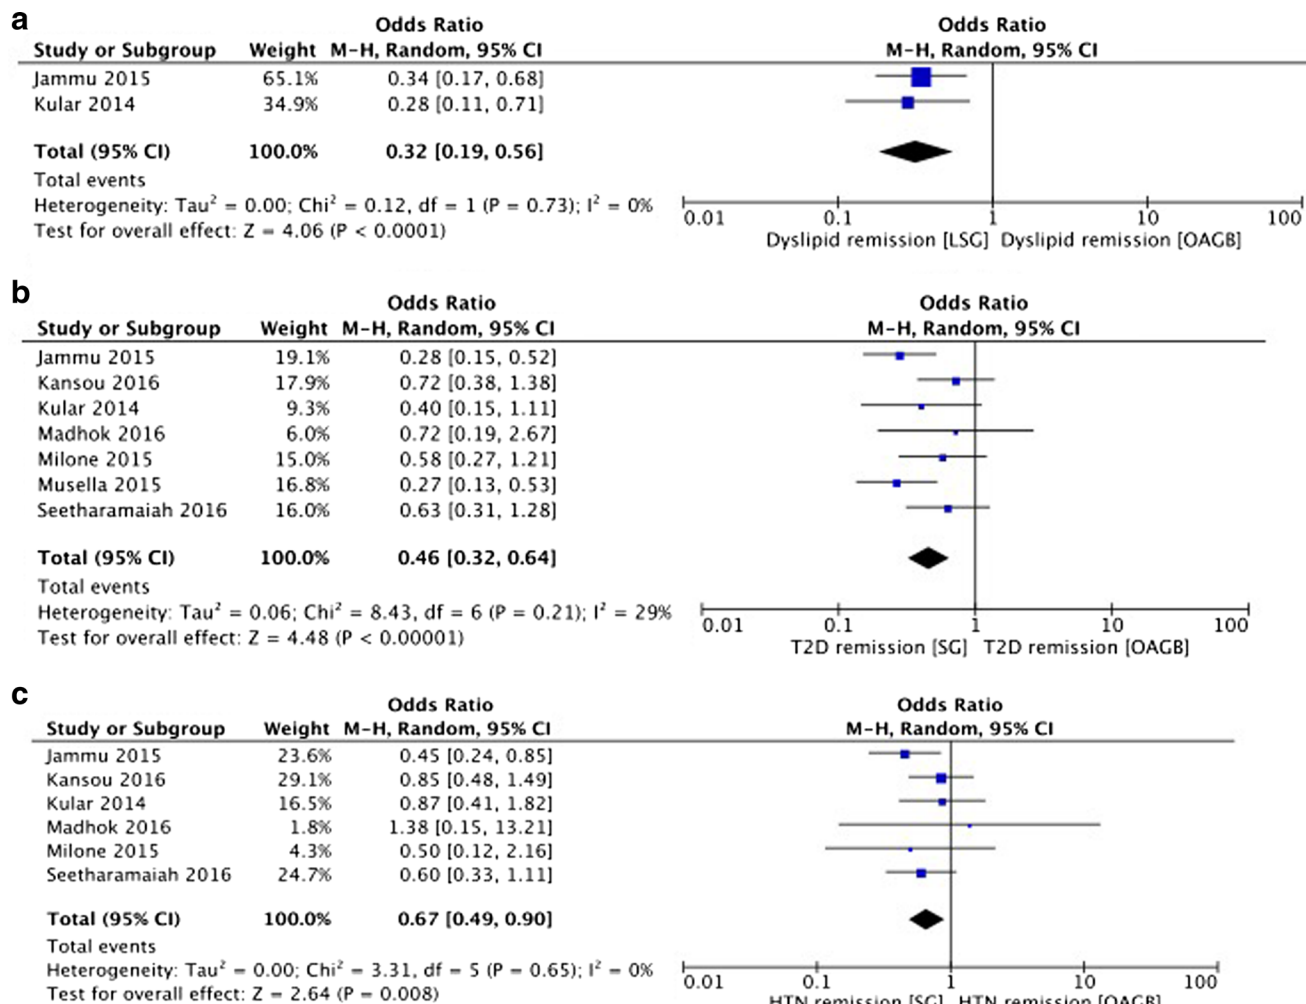 a
Odds Ratio Odds Ratio
Study or Subgroup Weight M-H, Random, 95% CI M-H, Random, 95% CI
Jammu 2015 65.1% 0.34 [0.17, 0.68]
Kular 2014 34.9% 0.28 [0.11, 0.71]
Total (95% CI) 100.0% 0.32 [0.19, 0.56]
Total events
Heterogeneity: Tau² = 0.00; Chi² = 0.12, df = 1 (P = 0.73); I² = 0%
0.01 0.1 1 10 100
Test for overall effect: Z = 4.06 (P < 0.0001)
Dyslipid remission [LSG] Dyslipid remission [OAGB]
b
Odds Ratio Odds Ratio
Study or Subgroup Weight M-H, Random, 95% CI M-H, Random, 95% CI
Jammu 2015 19.1% 0.28 [0.15, 0.52]
Kansou 2016 17.9% 0.72 [0.38, 1.38]
Kular 2014 9.3% 0.40 [0.15, 1.11]
Madhok 2016 6.0% 0.72 [0.19, 2.67]
Milone 2015 15.0% 0.58 [0.27, 1.21]
Musella 2015 16.8% 0.27 [0.13, 0.53]
Seetharamaiah 2016 16.0% 0.63 [0.31, 1.28]
Total (95% CI) 100.0% 0.46 [0.32, 0.64]
Total events
Heterogeneity: Tau² = 0.06; Chi² = 8.43, df = 6 (P = 0.21); I² = 29%
0.01 0.1 1 10 100
Test for overall effect: Z = 4.48 (P < 0.00001)
T2D remission [SG] T2D remission [OAGB]
c
Odds Ratio Odds Ratio
Study or Subgroup Weight M-H, Random, 95% CI M-H, Random, 95% CI
Jammu 2015 23.6% 0.45 [0.24, 0.85]
Kansou 2016 29.1% 0.85 [0.48, 1.49]
Kular 2014 16.5% 0.87 [0.41, 1.82]
Madhok 2016 1.8% 1.38 [0.15, 13.21]
Milone 2015 4.3% 0.50 [0.12, 2.16]
Seetharamaiah 2016 24.7% 0.60 [0.33, 1.11]
Total (95% CI) 100.0% 0.67 [0.49, 0.90]
Total events
Heterogeneity: Tau² = 0.00; Chi² = 3.31, df = 5 (P = 0.65); I² = 0%
0.01 0.1 1 10 100
Test for overall effect: Z = 2.64 (P = 0.008)
HTN remission [SG] HTN remission [OAGB]